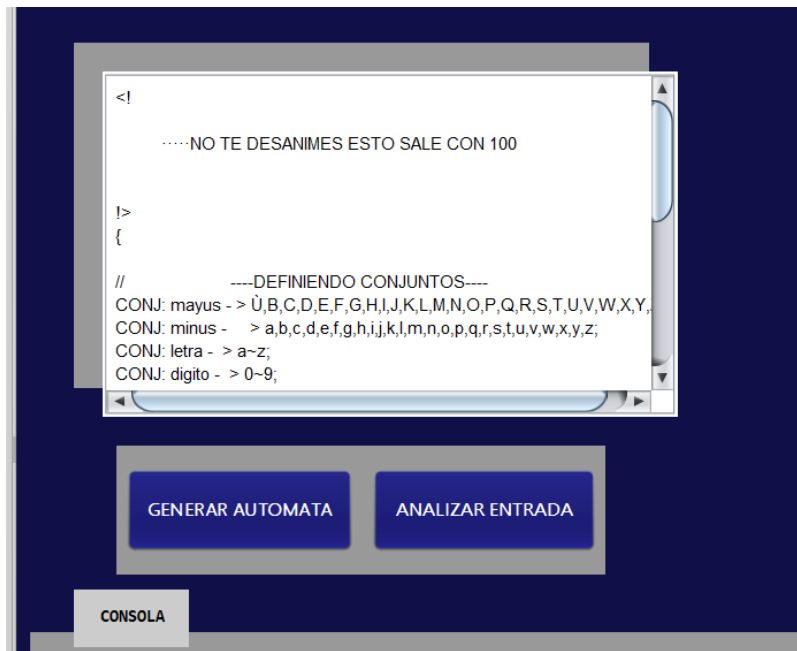 <!
·····NO TE DESANIMES ESTO SALE CON 100
!>
{
// ----DEFINIENDO CONJUNTOS----
CONJ: mayus - > Ù,B,C,D,E,F,G,H,I,J,K,L,M,N,O,P,Q,R,S,T,U,V,W,X,Y,
CONJ: minus - > a,b,c,d,e,f,g,h,i,j,k,l,m,n,o,p,q,r,s,t,u,v,w,x,y,z;
CONJ: letra - > a~z;
CONJ: digito - > 0~9;
GENERAR AUTOMATA
ANALIZAR ENTRADA
CONSOLA